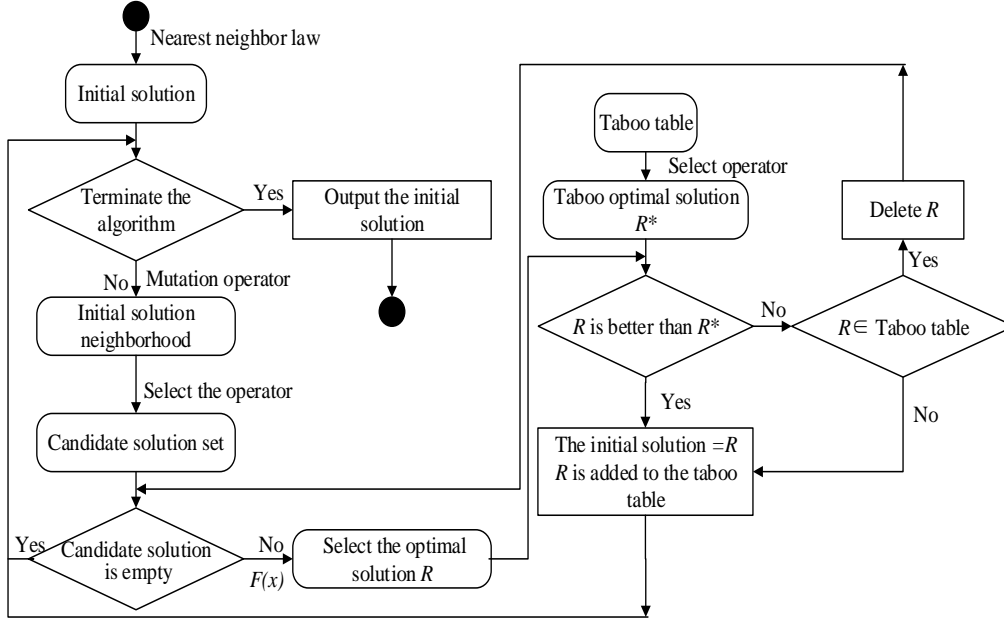 Nearest neighbor law
Initial solution
Terminate the
algorithm
Yes
Output the initial
solution
No
Mutation operator
Initial solution
neighborhood
Select the operator
Candidate solution set
Candidate solution
is empty
Yes
No
F(x)
Select the optimal
solution R
Taboo table
Select operator
Taboo optimal solution
R*
R is better than R*
No
Yes
R∈ Taboo table
Yes
Delete R
No
The initial solution =R
R is added to the taboo
table